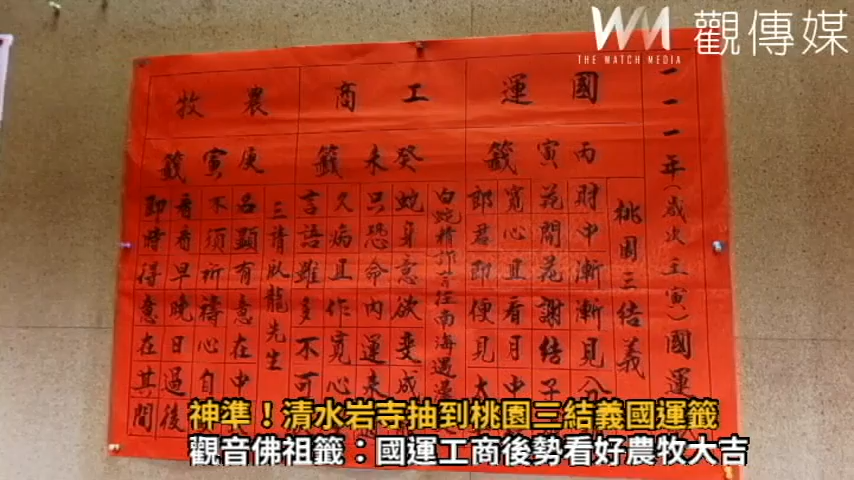 WM 觀傳媒
THE WATCH MEDIA
一一一年(歲次壬寅)國運
國運
丙寅籤
桃園三結義
財中漸漸見分
花開花謝結子
寬心且看月中
郎君即便見太
工商
癸未籤
白蛇精言往南海遇
蛇身意欲變成
只恐命內運未
久病且作寬心
言語雖多不可
農牧
庚寅籤
三請臥龍先生
名顯有意在中
不須祈禱心自
看看早晚日過後
即時得意在其間
神準！清水岩寺抽到桃園三結義國運籤
觀音佛祖籤：國運工商後勢看好農牧大吉